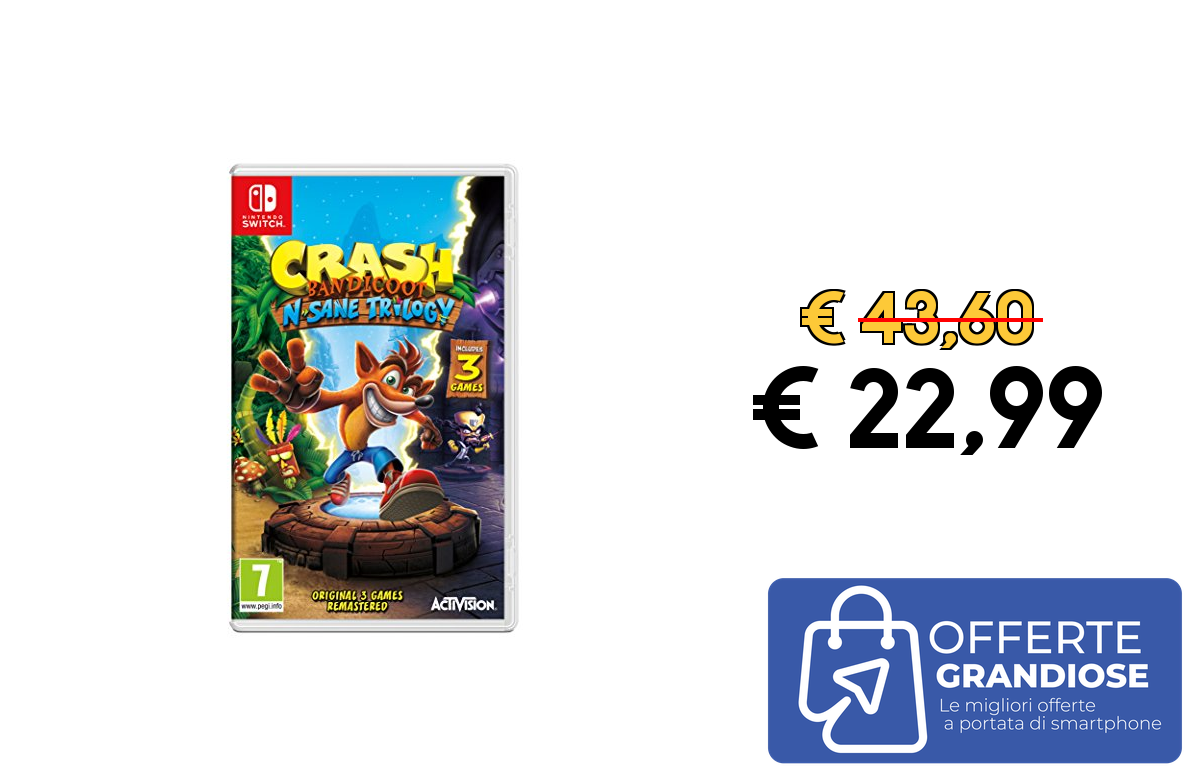 NINTENDO
SWITCH™
CRASH
BANDICOOT
N•SANE TRILOGY
INCLUDES
3
GAMES
7
www.pegi.info
ORIGINAL 3 GAMES
REMASTERED
ACTIVISION
€ 43,60
€ 22,99
OFFERTE
GRANDIOSE
Le migliori offerte
a portata di smartphone